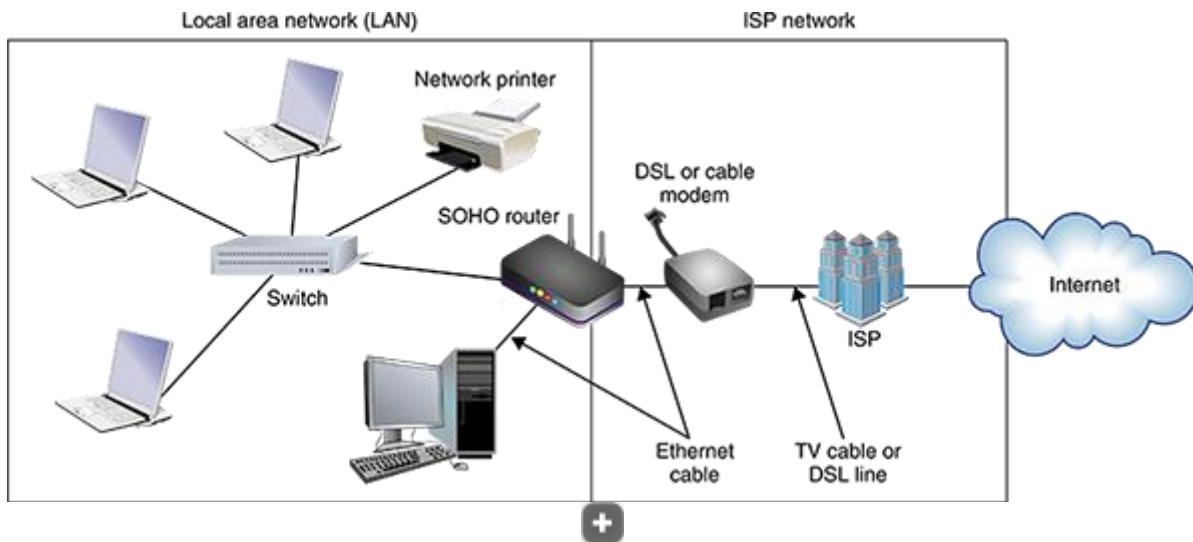 Local area network (LAN)
ISP network
Network printer
DSL or cable
modem
SOHO router
Switch
Internet
ISP
Ethernet
cable
TV cable or
DSL line